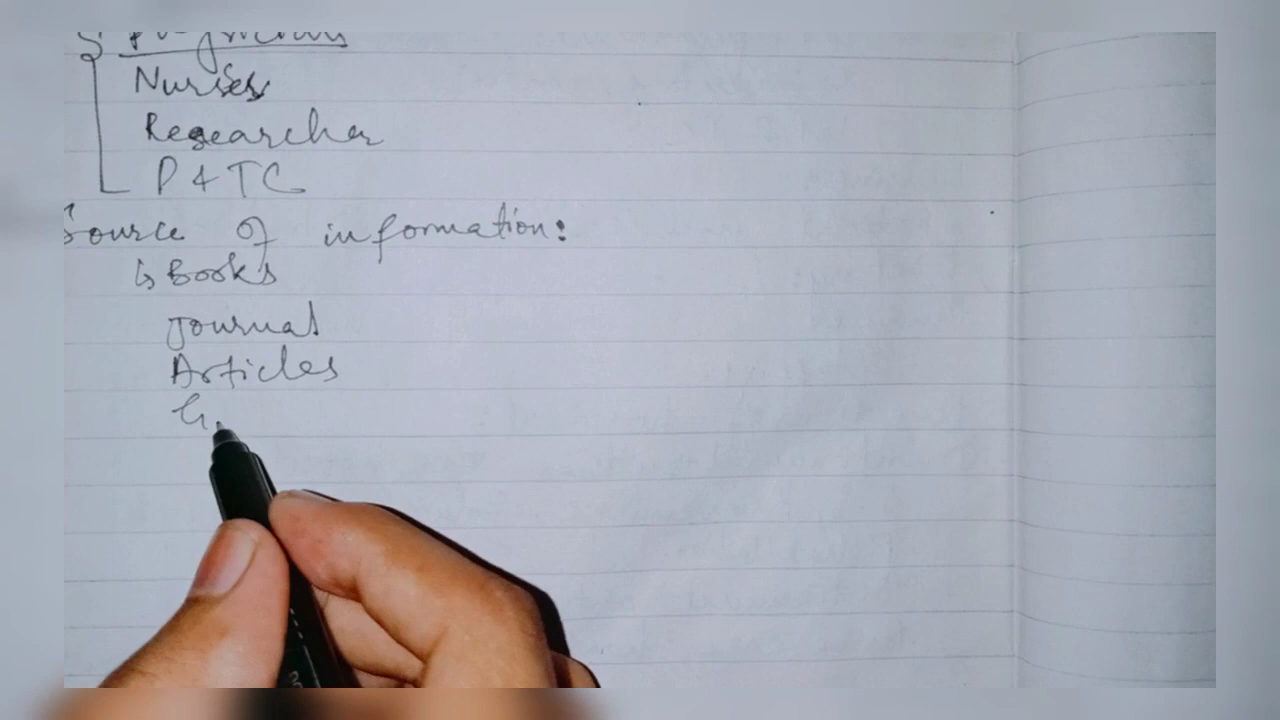 Nurses
Researcher
P & TC
Source of information:
↳ Books
Journal
Articles
G